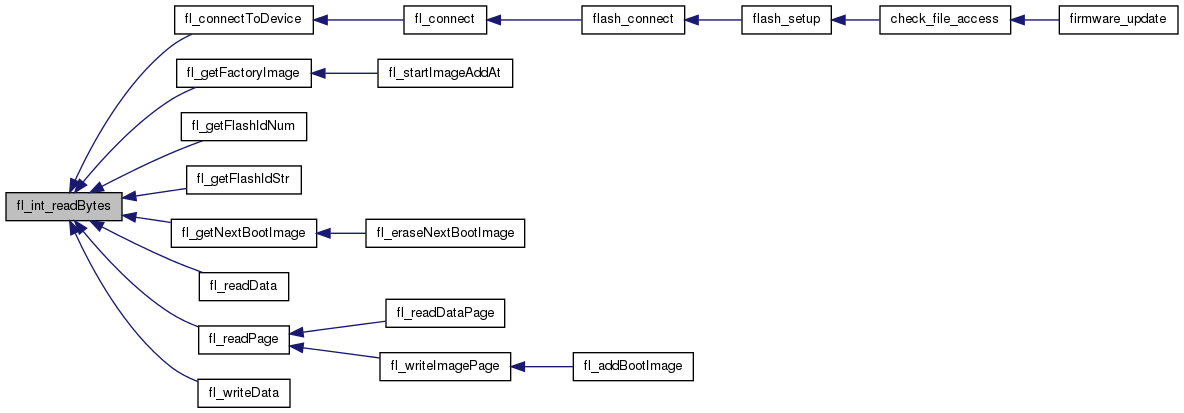 fl_connectToDevice
fl_connect
flash_connect
flash_setup
check_file_access
firmware_update
fl_getFactoryImage
fl_startImageAddAt
fl_getFlashIdNum
fl_getFlashIdStr
fl_int_readBytes
fl_getNextBootImage
fl_eraseNextBootImage
fl_readData
fl_readDataPage
fl_readPage
fl_writeImagePage
fl_addBootImage
fl_writeData